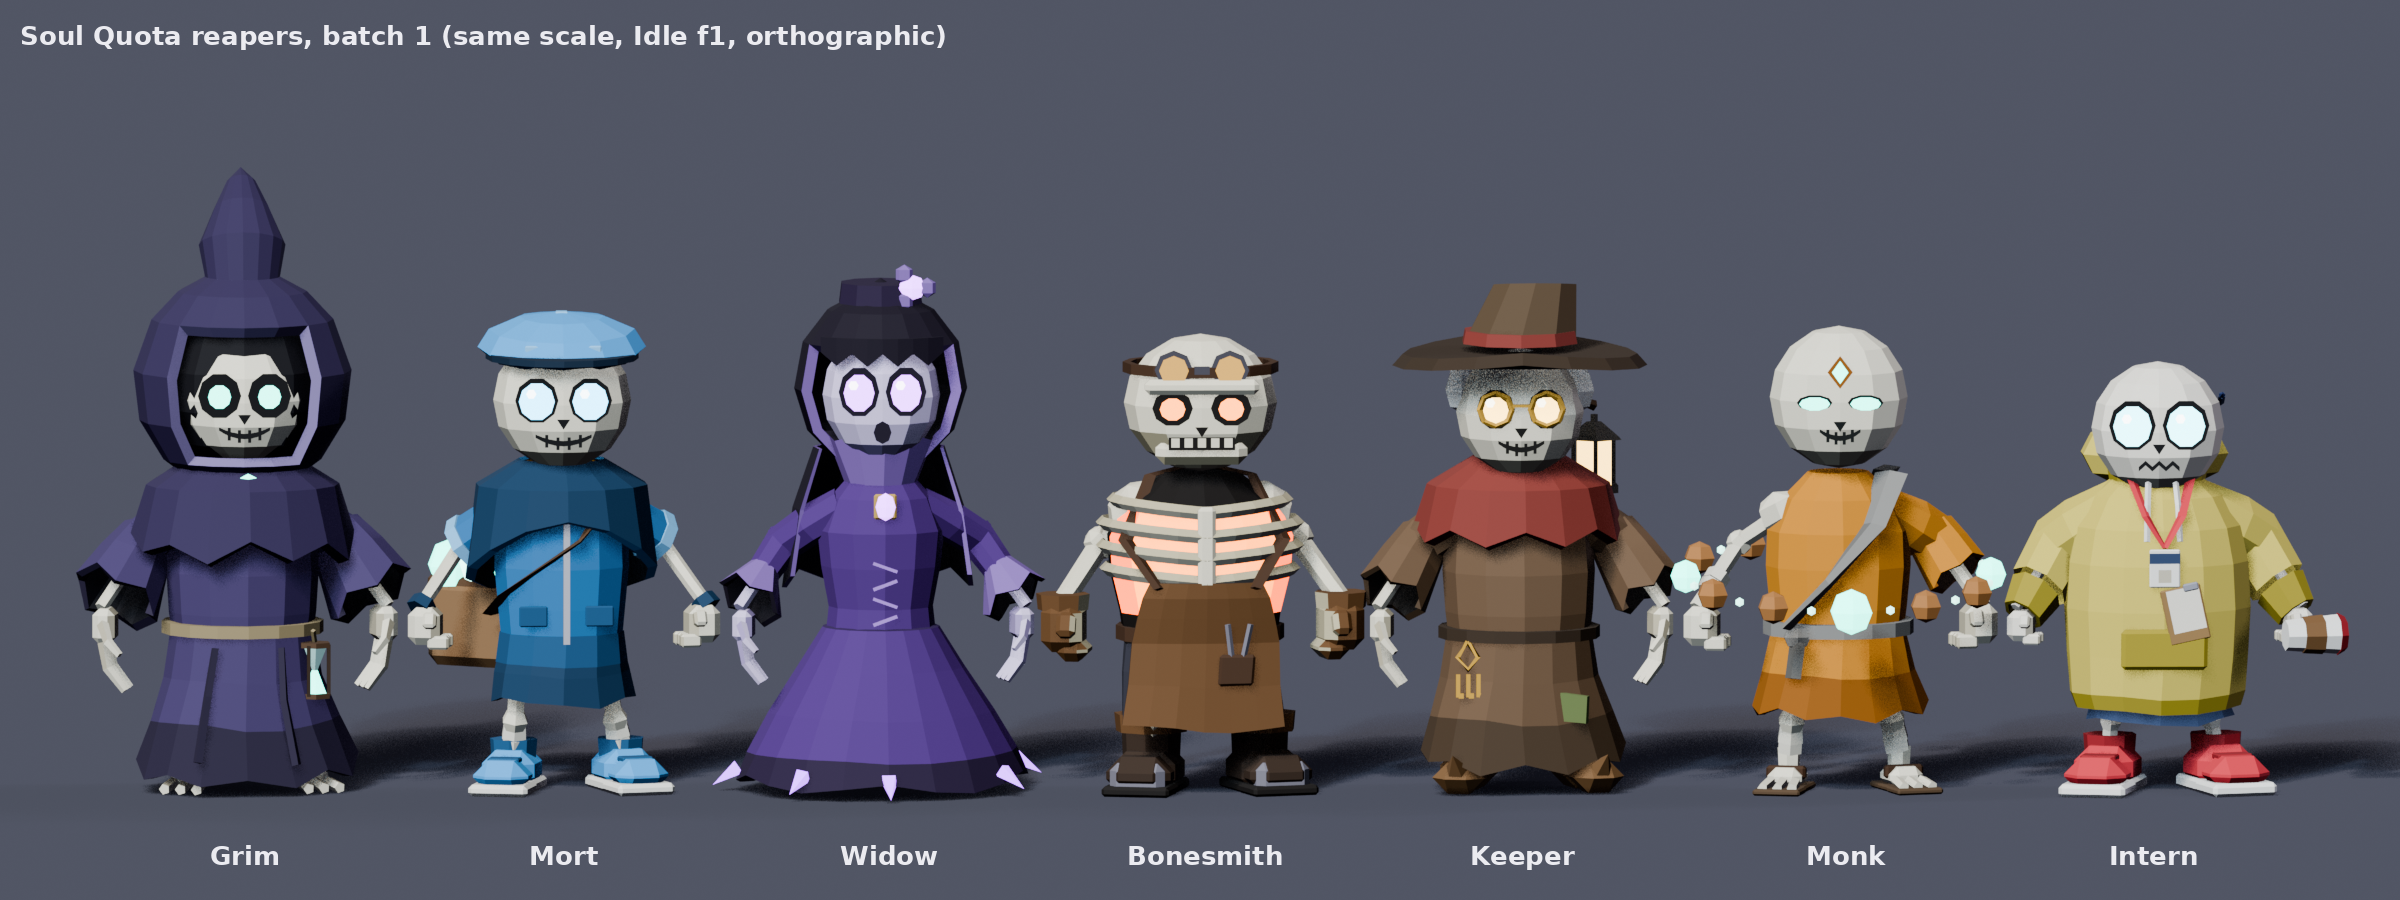 Soul Quota reapers, batch 1 (same scale, Idle f1, orthographic)
Grim
Mort
Widow
Bonesmith
Keeper
Monk
Intern